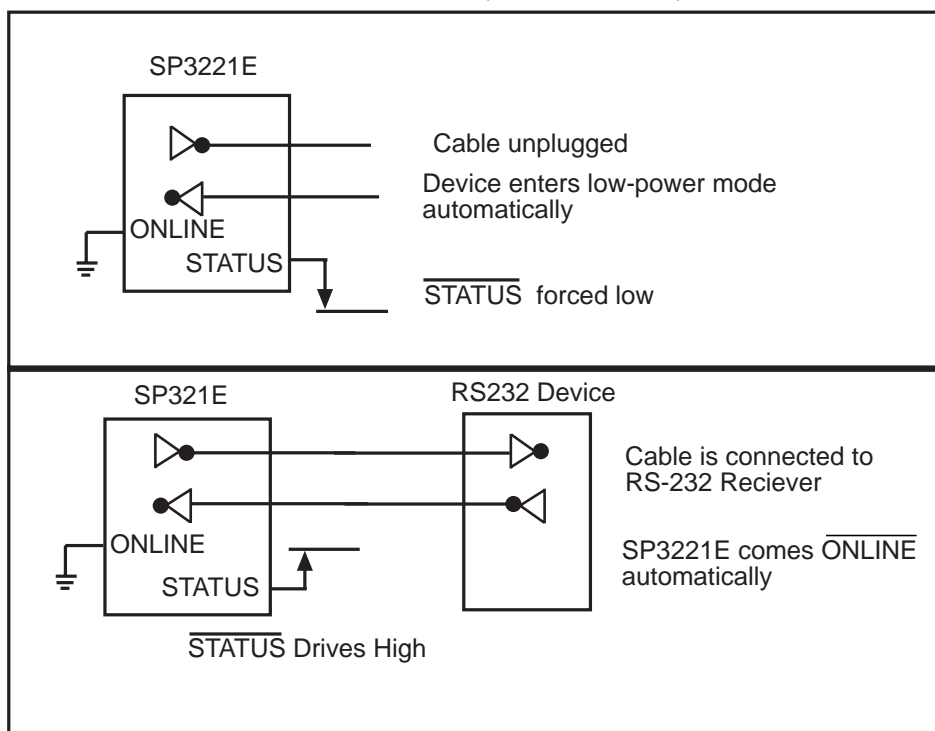 SP3221E
Cable unplugged
Device enters low-power mode
automatically
ONLINE
STATUS
STATUS forced low
SP321E
RS232 Device
Cable is connected to
RS-232 Reciever
ONLINE
SP3221E comes ONLINE
automatically
STATUS
STATUS Drives High